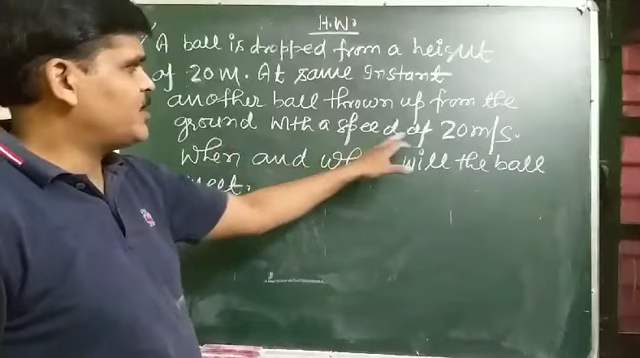 H.W:
A ball is dropped from a height
of 20m. At same instant
another ball thrown up from the
ground with a speed of 20m/s.
When and will the ball
meet.